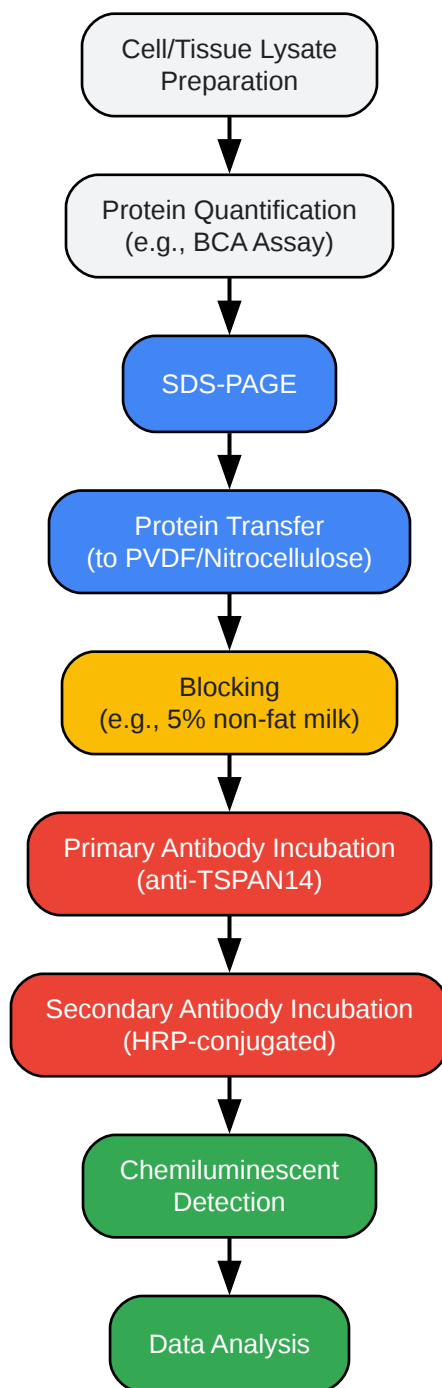 Cell/Tissue Lysate
Preparation
Protein Quantification
(e.g., BCA Assay)
SDS-PAGE
Protein Transfer
(to PVDF/Nitrocellulose)
Blocking
(e.g., 5% non-fat milk)
Primary Antibody Incubation
(anti-TSPAN14)
Secondary Antibody Incubation
(HRP-conjugated)
Chemiluminescent
Detection
Data Analysis